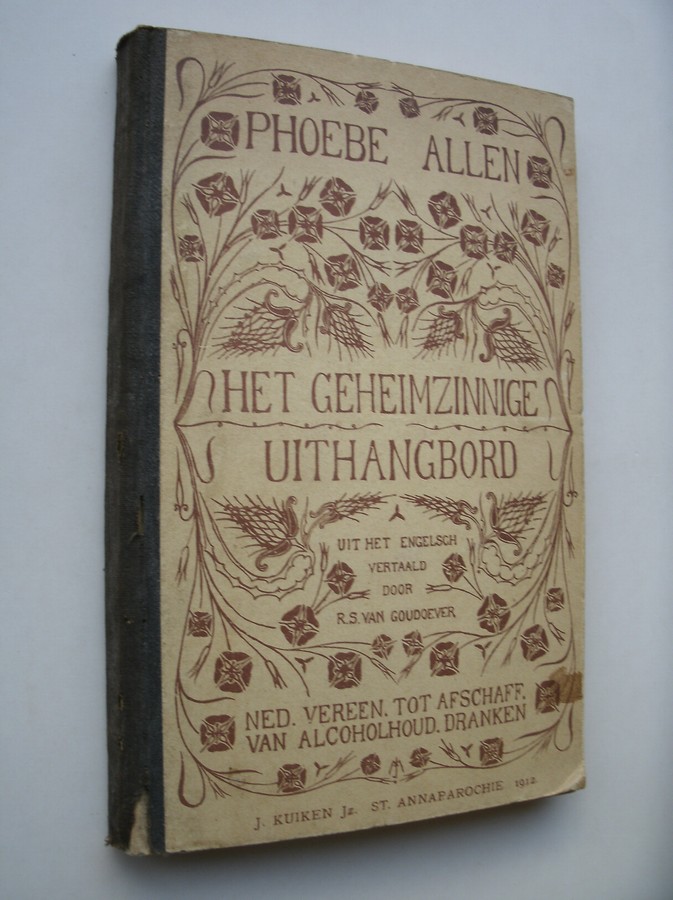 PHOEBE ALLEN
HET GEHEIMZINNIGE
UITHANGBORD
UIT HET ENGELSCH
VERTAALD
DOOR
R.S. VAN GOUDOEVER
NED. VEREEN. TOT AFSCHAFF.
VAN ALCOHOLHOUD. DRANKEN
J. KUIKEN Jz. ST. ANNAPAROCHIE 1912.